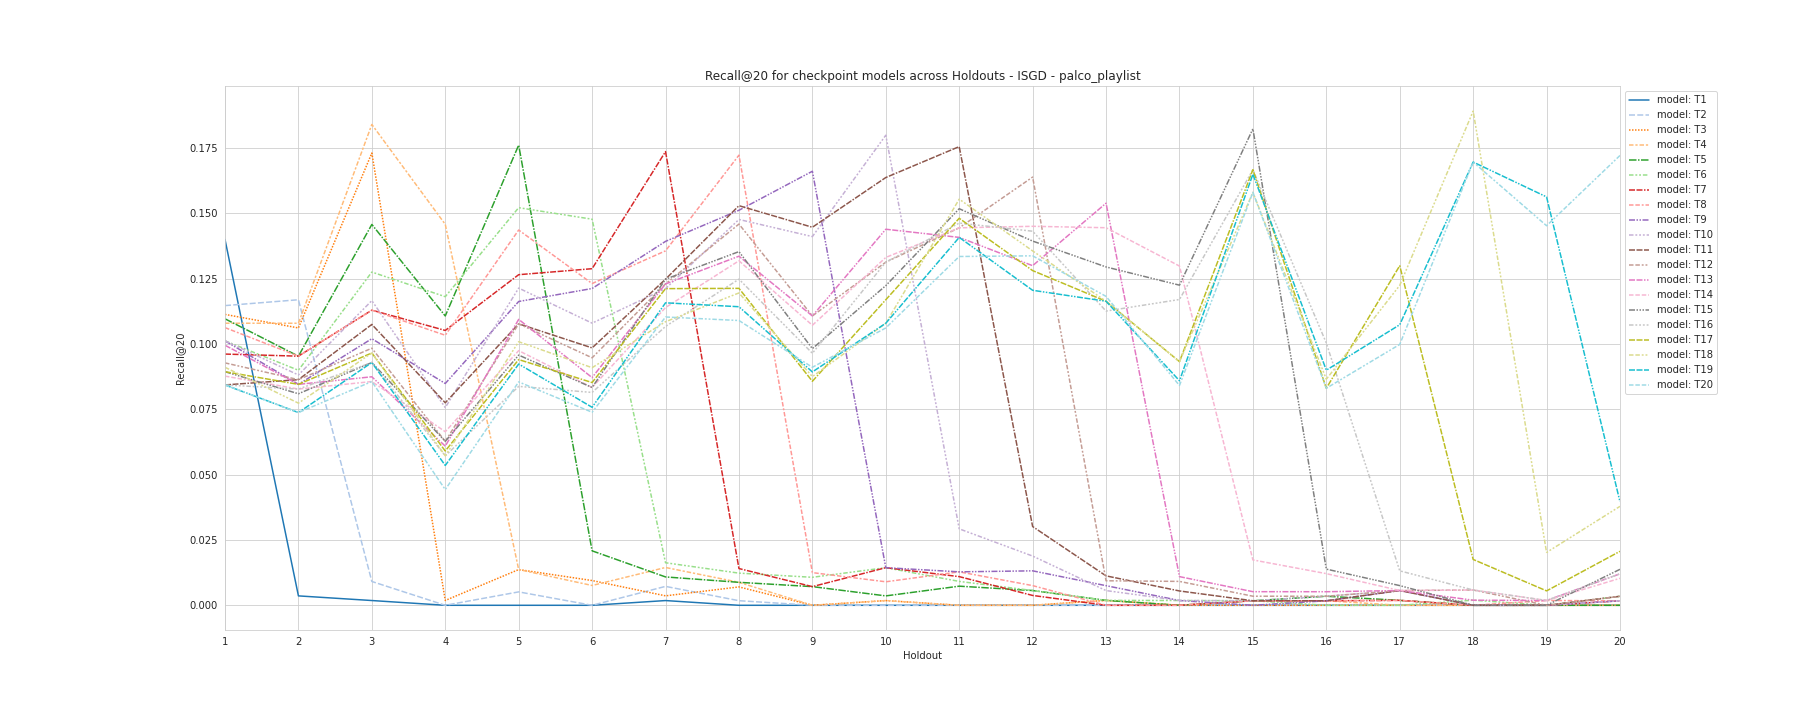 Recall@20 for checkpoint models across Holdouts - ISGD - palco_playlist
model: T1
model: T2
model: T3
model: T4
model: T5
model: T6
model: T7
model: T8
model: T9
model: T10
model: T11
model: T12
model: T13
model: T14
model: T15
model: T16
model: T17
model: T18
model: T19
model: T20
Recall@20
0.175
0.150
0.125
0.100
0.075
0.050
0.025
0.000
1 2 3 4 5 6 7 8 9 10 11 12 13 14 15 16 17 18 19 20
Holdout